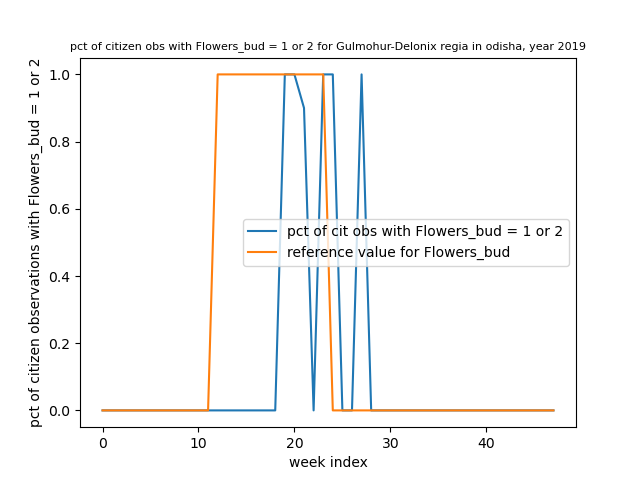 pct of citizen obs with Flowers_bud = 1 or 2 for Gulmohur-Delonix regia in odisha, year 2019
pct of citizen observations with Flowers_bud = 1 or 2
1.0
0.8
0.6
0.4
0.2
0.0
pct of cit obs with Flowers_bud = 1 or 2
reference value for Flowers_bud
0 10 20 30 40
week index